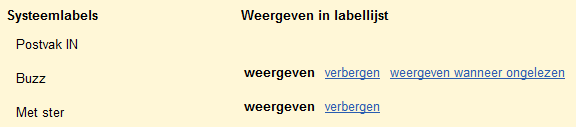 Systeemlabels Weergeven in labellijst
Postvak IN
Buzz weergeven verbergen weergeven wanneer ongelezen
Met ster weergeven verbergen